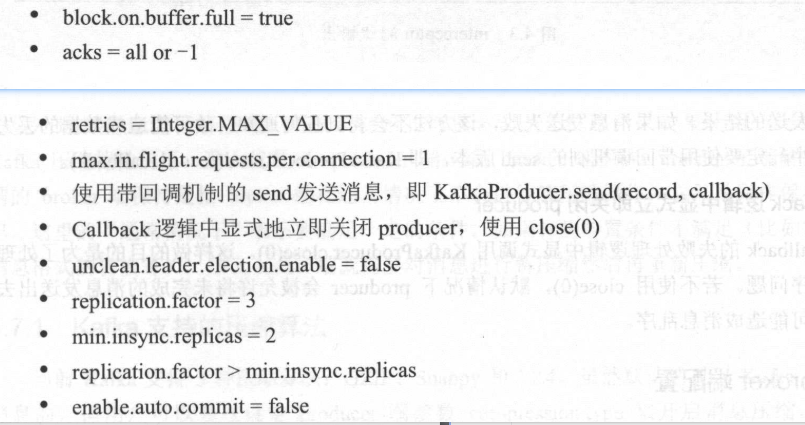 block.on.buffer.full = true
acks = all or −1
retries = Integer.MAX_VALUE
max.in.flight.requests.per.connection = 1
使用带回调机制的 send 发送消息，即 KafkaProducer.send(record, callback)
Callback 逻辑中显式地立即关闭 producer，使用 close(0)
unclean.leader.election.enable = false
replication.factor = 3
min.insync.replicas = 2
replication.factor > min.insync.replicas
enable.auto.commit = false